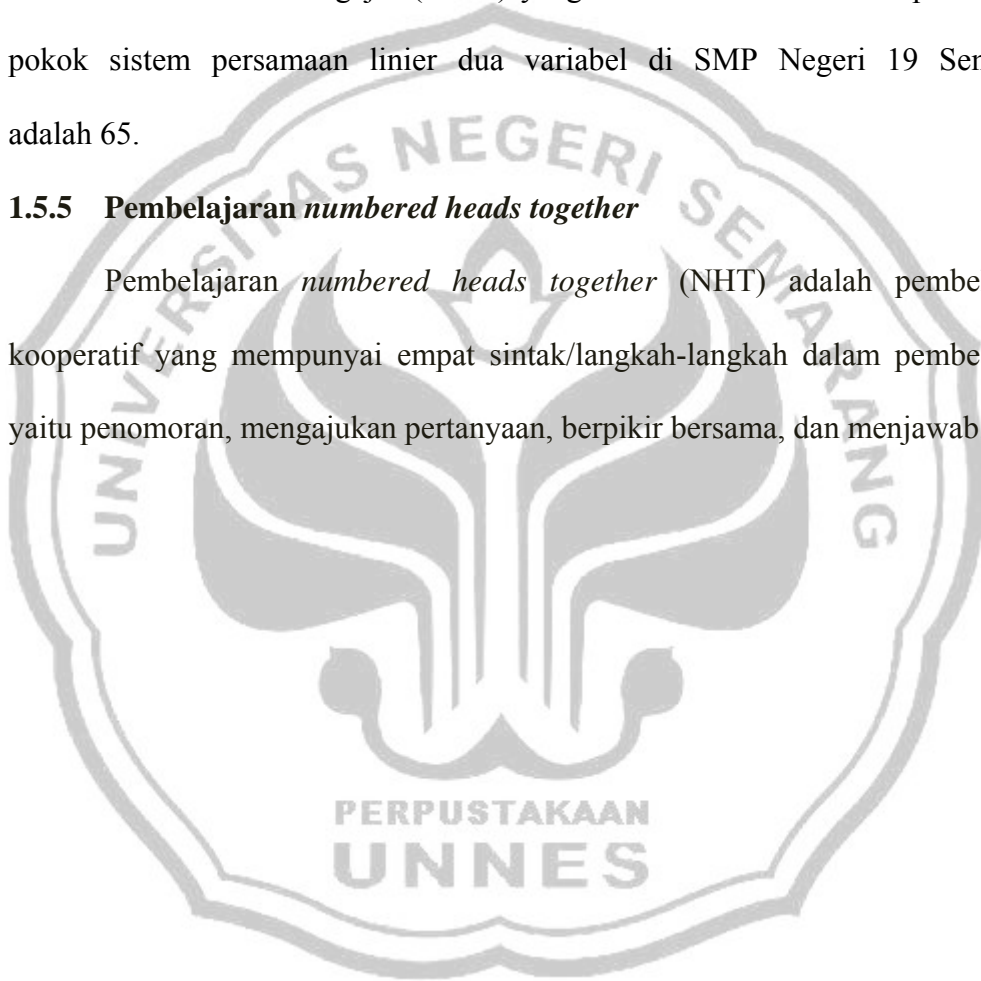 pokok sistem persamaan linier dua variabel di SMP Negeri 19
adalah 65.
1.5.5 Pembelajaran numbered heads together
Pembelajaran numbered heads together (NHT) adalah
kooperatif yang mempunyai empat sintak/langkah-langkah dalam
yaitu penomoran, mengajukan pertanyaan, berpikir bersama, dan menjawab
UNIVERSITAS NEGERI SEMARANG
PERPUSTAKAAN
UNNES